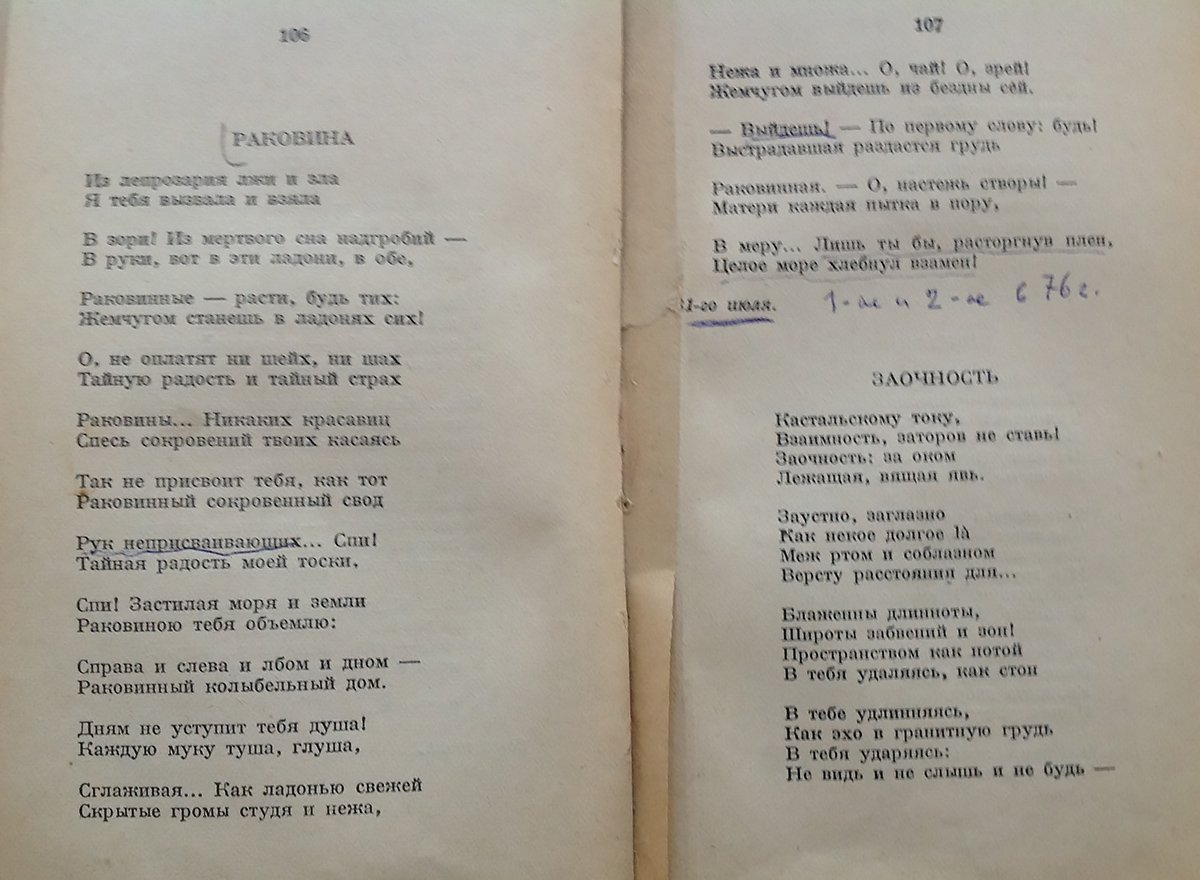 106
РАКОВИНА
Из лепрозария лжи и зла
Я тебя вызвала и взяла
В зори! Из мертвого сна надгробий —
В руки, вот в эти ладони, в обе,
Раковинные — расти, будь тих:
Жемчугом станешь в ладонях сих!
О, не оплатят ни шейх, ни шах
Тайную радость и тайный страх
Раковины... Никаких красавиц
Спесь сокровений твоих касаясь
Так не присвоит тебя, как тот
Раковинный сокровенный свод
Рук неприсваивающих... Спи!
Тайная радость моей тоски,
Спи! Застилая моря и земли
Раковиною тебя объемлю:
Справа и слева и лбом и дном —
Раковинный колыбельный дом.
Дням не уступит тебя душа!
Каждую муку туша, глуша,
Сглаживая... Как ладонью свежей
Скрытые громы студя и нежа,
107
Нежа и множа... О, чай! О, зрей!
Жемчугом выйдешь из бездны сей.
— Выйдешь! — По первому слову: будь!
Выстрадавшая раздастся грудь
Раковинная. — О, настежь створы! —
Матери каждая пытка в пору,
В меру... Лишь ты бы, расторгнув плен,
Целое море хлебнул взамен!
31-го июля.
1-ое и 2-ое в 76 г.
ЗАОЧНОСТЬ
Кастальскому току,
Взаимность, заторов не ставь!
Заочность: за оком
Лежащая, вящая явь.
Заустно, заглазно
Как некое долгое là
Меж ртом и соблазном
Версту расстояния для...
Блаженны длинноты,
Широты забвений и зон!
Пространством как нотой
В тебя удаляясь, как стон
В тебе удлинняясь,
Как эхо в гранитную грудь
В тебя ударяясь:
Не видь и не слышь и не будь —